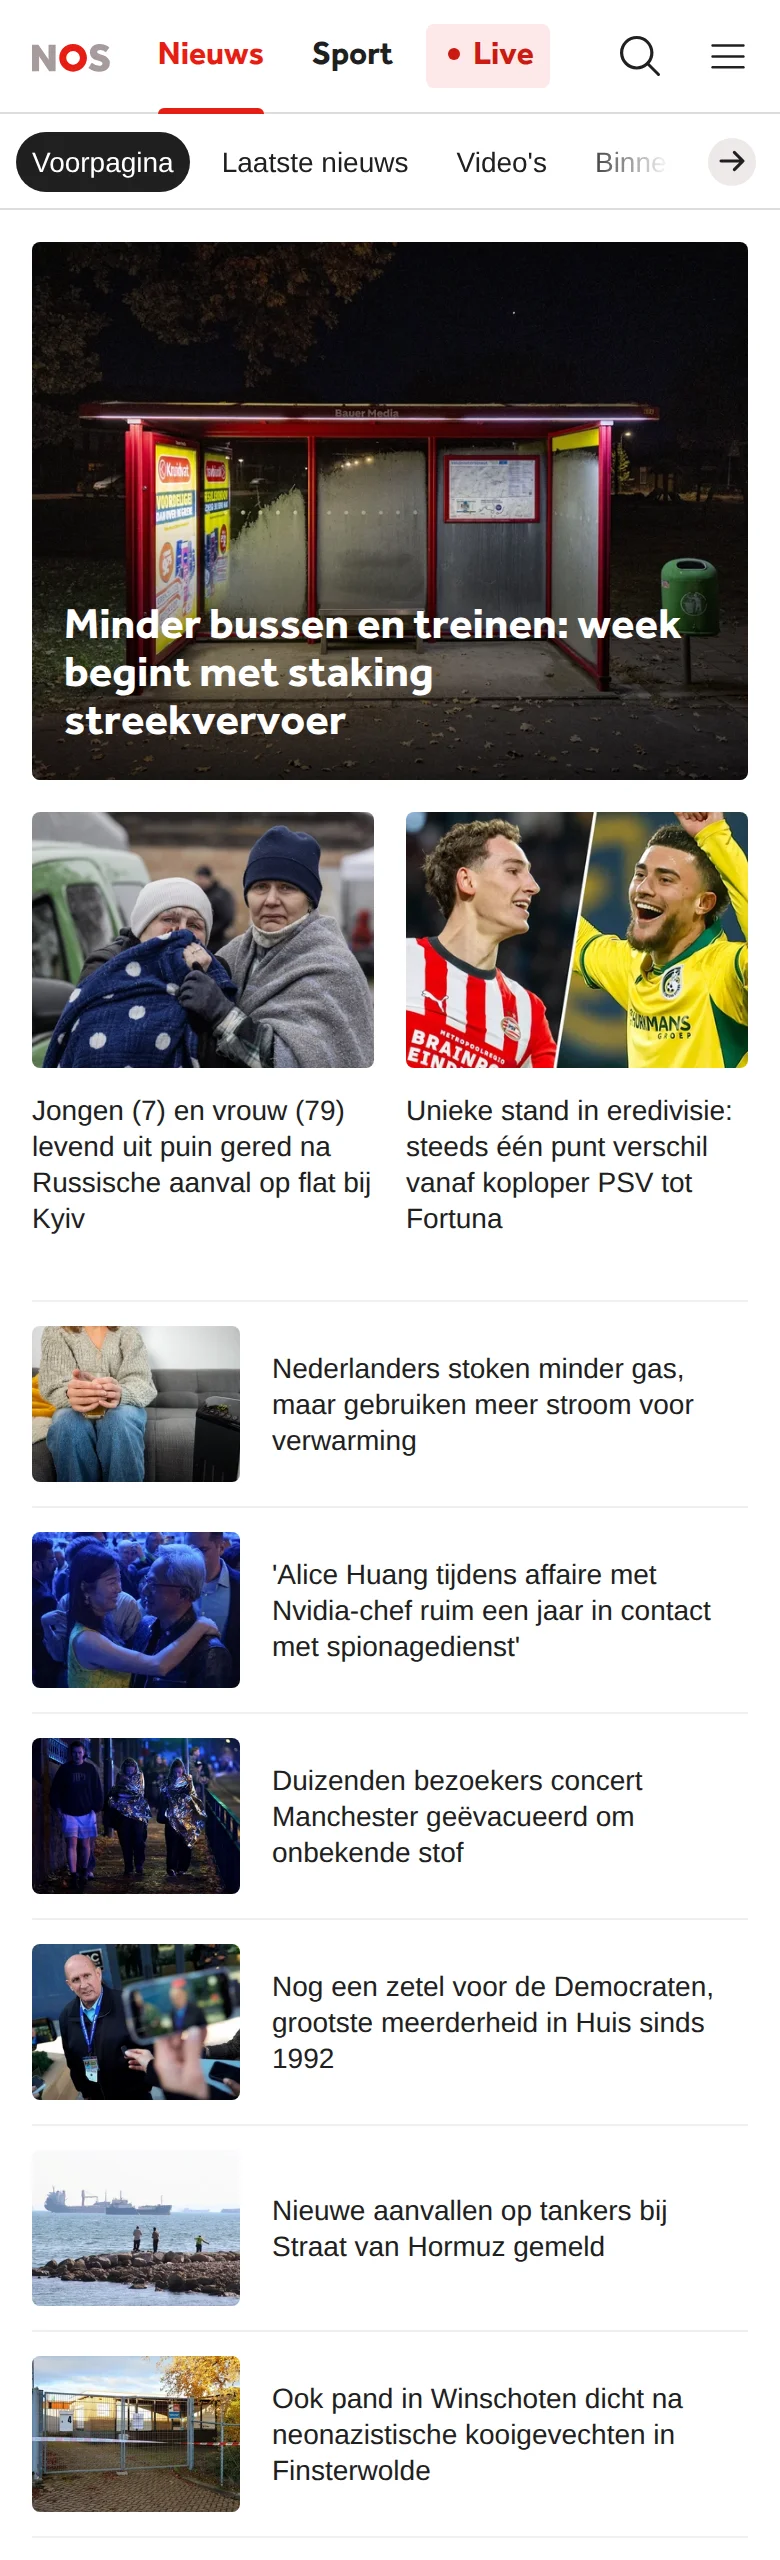 NOS
Nieuws
Sport
Live
Voorpagina
Laatste nieuws
Video's
Binne
Bauer Media
Kruidvat
Minder bussen en treinen: week
begint met staking
streekvervoer
METROPOOLREGIO
BRAINPO
EIND
Jongen (7) en vrouw (79)
levend uit puin gered na
Russische aanval op flat bij
Kyiv
Unieke stand in eredivisie:
steeds één punt verschil
vanaf koploper PSV tot
Fortuna
Nederlanders stoken minder gas,
maar gebruiken meer stroom voor
verwarming
'Alice Huang tijdens affaire met
Nvidia-chef ruim een jaar in contact
met spionagedienst'
Duizenden bezoekers concert
Manchester geëvacueerd om
onbekende stof
Nog een zetel voor de Democraten,
grootste meerderheid in Huis sinds
1992
Nieuwe aanvallen op tankers bij
Straat van Hormuz gemeld
4
Ook pand in Winschoten dicht na
neonazistische kooigevechten in
Finsterwolde